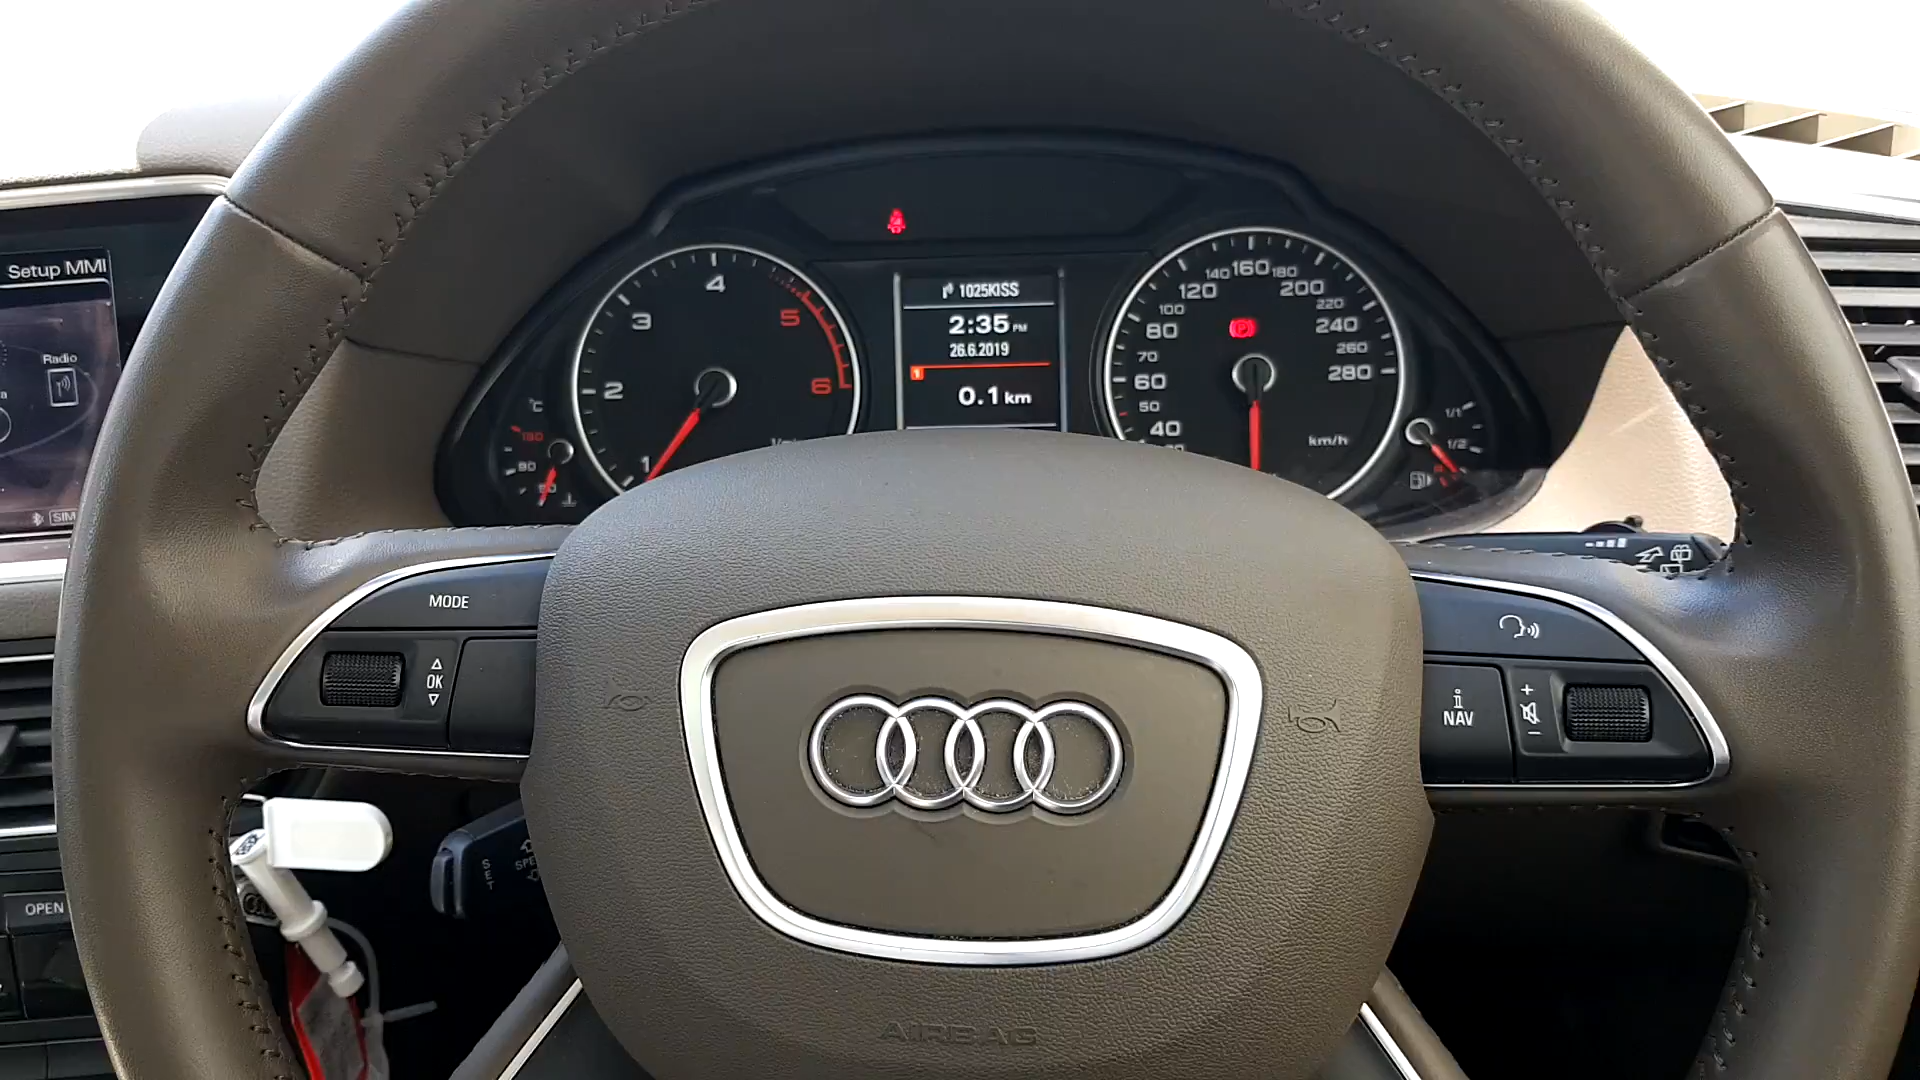 Setup MMI
Radio
SIM
1025KISS
2:35 PM
26.6.2019
1
0.1 km
1
2
3
4
5
6
°C
130
90
40
50
60
70
80
100
120
140
160
180
200
220
240
260
280
km/h
P
1/1
1/2
R
MODE
OK
NAV
+
-
SET
OPEN
AIRBAG